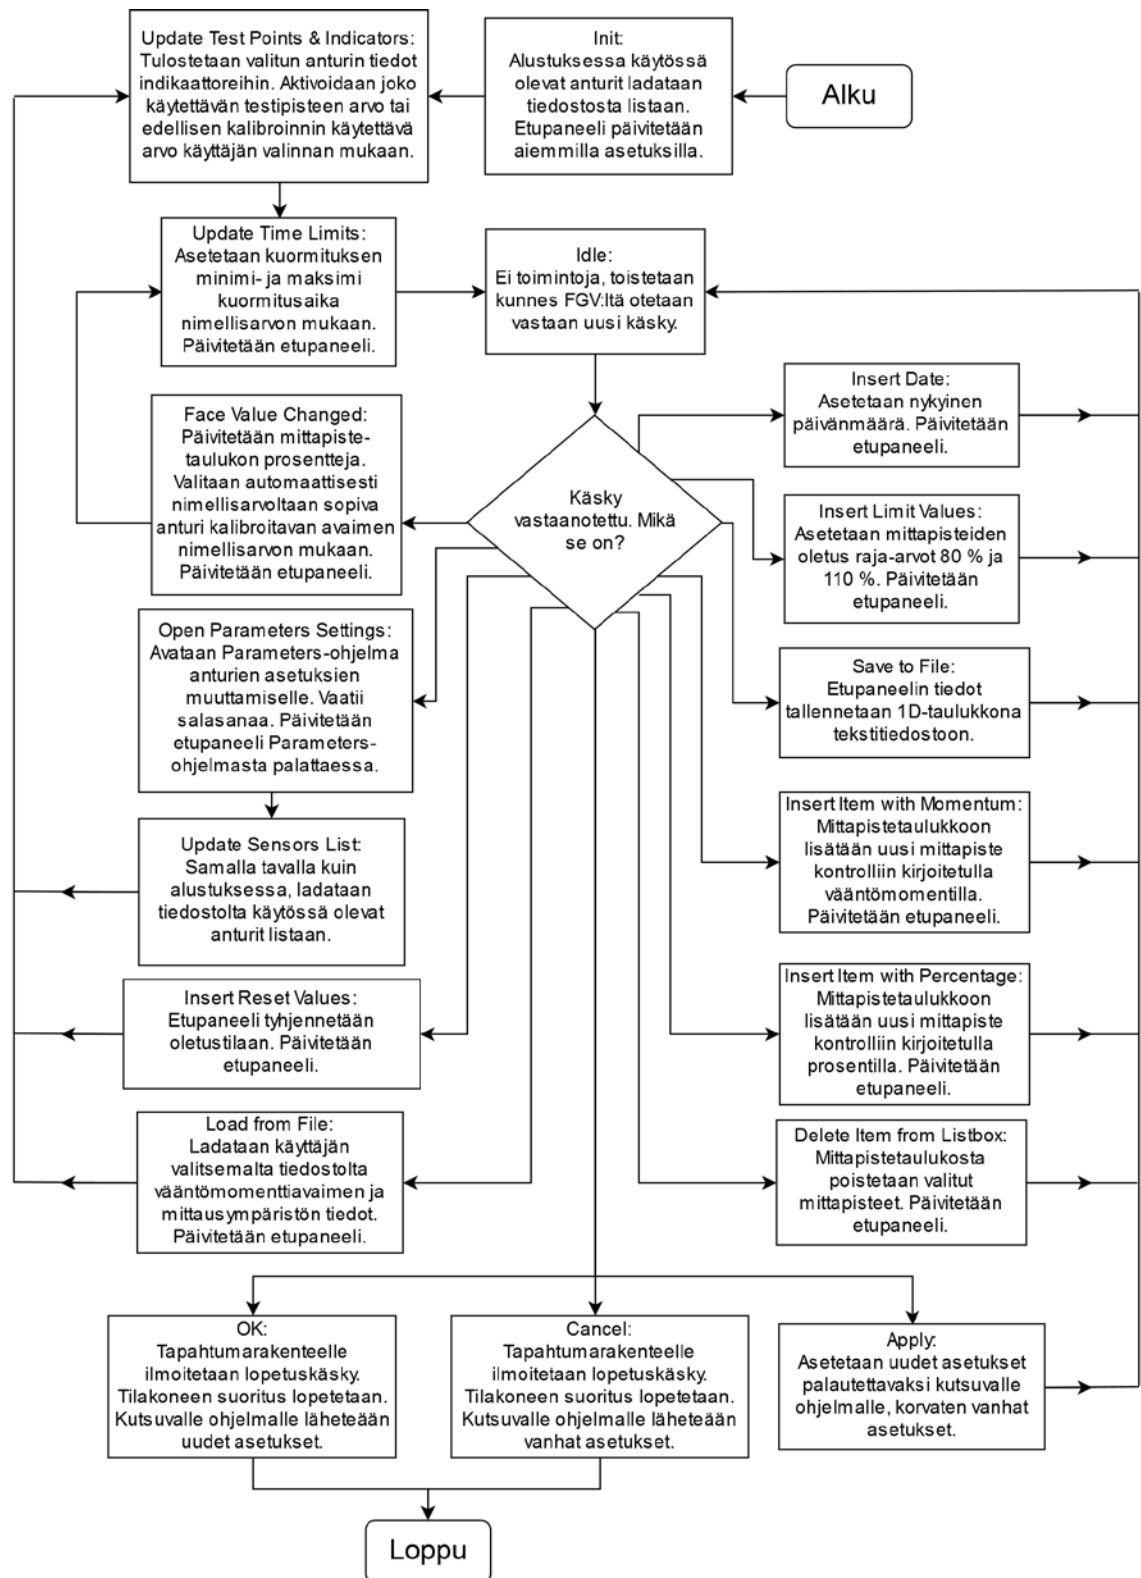 Update Test Points & Indicators:
Tulostetaan valitun anturin tiedot
indikaattoreihin. Aktivoidaan joko
käytettävän testipisteen arvo tai
edellisen kalibroinnin käytettävä
arvo käyttäjän valinnan mukaan.
Init:
Alustuksessa käytössä
olevat anturit ladataan
tiedostosta listaan.
Etupaneeli päivitetään
aiemmilla asetuksilla.
Alku
Update Time Limits:
Asetetaan kuormituksen
minimi- ja maksimi
kuormitusaika
nimellisarvon mukaan.
Päivitetään etupaneeli.
Idle:
Ei toimintoja, toistetaan
kunnes FGV:ltä otetaan
vastaan uusi käsky.
Insert Date:
Asetetaan nykyinen
päivänmäärä. Päivitetään
etupaneeli.
Face Value Changed:
Päivitetään mittapiste-
taulukon prosentteja.
Valitaan automaattisesti
nimellisarvoltaan sopiva
anturi kalibroitavan avaimen
nimellisarvon mukaan.
Päivitetään etupaneeli.
Käsky
vastaanotettu. Mikä
se on?
Insert Limit Values:
Asetetaan mittapisteiden
oletus raja-arvot 80 % ja
110 %. Päivitetään
etupaneeli.
Open Parameters Settings:
Avataan Parameters-ohjelma
anturien asetuksien
muuttamiselle. Vaatii
salasanaa. Päivitetään
etupaneeli Parameters-
ohjelmasta palattaessa.
Save to File:
Etupaneelin tiedot
tallennetaan 1D-taulukkona
tekstitiedostoon.
Update Sensors List:
Samalla tavalla kuin
alustuksessa, ladataan
tiedostolta käytössä olevat
anturit listaan.
Insert Item with Momentum:
Mittapistetaulukkoon
lisätään uusi mittapiste
kontrolliin kirjoitetulla
vääntömomentilla.
Päivitetään etupaneeli.
Insert Reset Values:
Etupaneeli tyhjennetään
oletustilaan. Päivitetään
etupaneeli.
Insert Item with Percentage:
Mittapistetaulukkoon
lisätään uusi mittapiste
kontrolliin kirjoitetulla
prosentilla. Päivitetään
etupaneeli.
Load from File:
Ladataan käyttäjän
valitsemalta tiedostolta
vääntömomenttiavaimen ja
mittausympäristön tiedot.
Päivitetään etupaneeli.
Delete Item from Listbox:
Mittapistetaulukosta
poistetaan valitut
mittapisteet. Päivitetään
etupaneeli.
OK:
Tapahtumarakenteelle
ilmoitetaan lopetuskäsky.
Tilakoneen suoritus lopetetaan.
Kutsuvalle ohjelmalle läheteään
uudet asetukset.
Cancel:
Tapahtumarakenteelle
ilmoitetaan lopetuskäsky.
Tilakoneen suoritus lopetetaan.
Kutsuvalle ohjelmalle läheteään
vanhat asetukset.
Apply:
Asetetaan uudet asetukset
palautettavaksi kutsuvalle
ohjelmalle, korvaten vanhat
asetukset.
Loppu